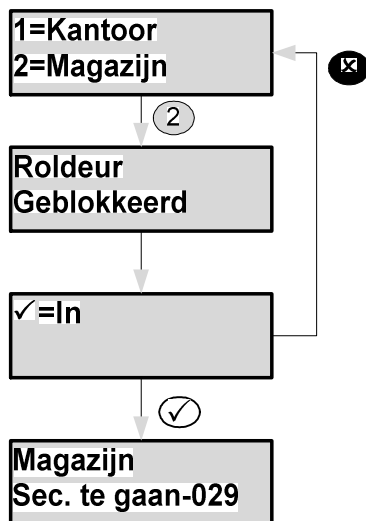 1=Kantoor
2=Magazijn
2
Roldeur
Geblokkeerd
✓=In
✓
Magazijn
Sec. te gaan-029